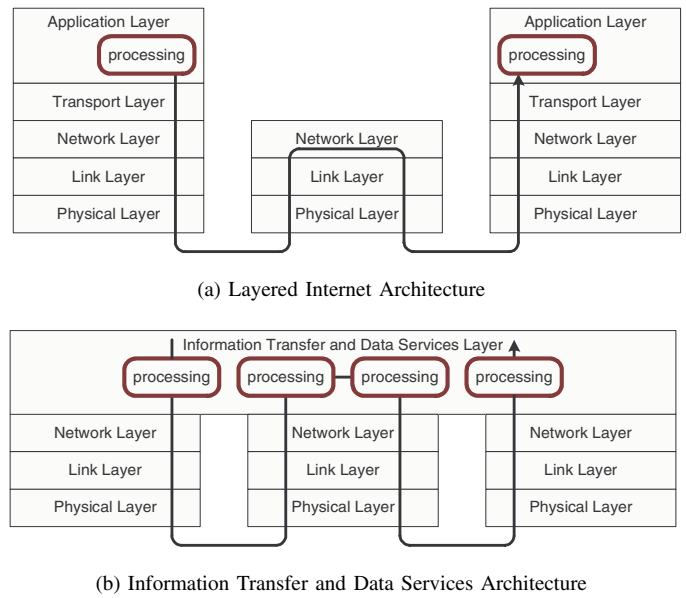 Application Layer Application Layer
processing processing
Transport Layer Transport Layer
Network Layer Network Layer Network Layer
Link Layer Link Layer Link Layer
Physical Layer Physical Layer Physical Layer
(a) Layered Internet Architecture
Information Transfer and Data Services Layer
processing processing processing processing
Network Layer Network Layer Network Layer
Link Layer Link Layer Link Layer
Physical Layer Physical Layer Physical Layer
(b) Information Transfer and Data Services Architecture